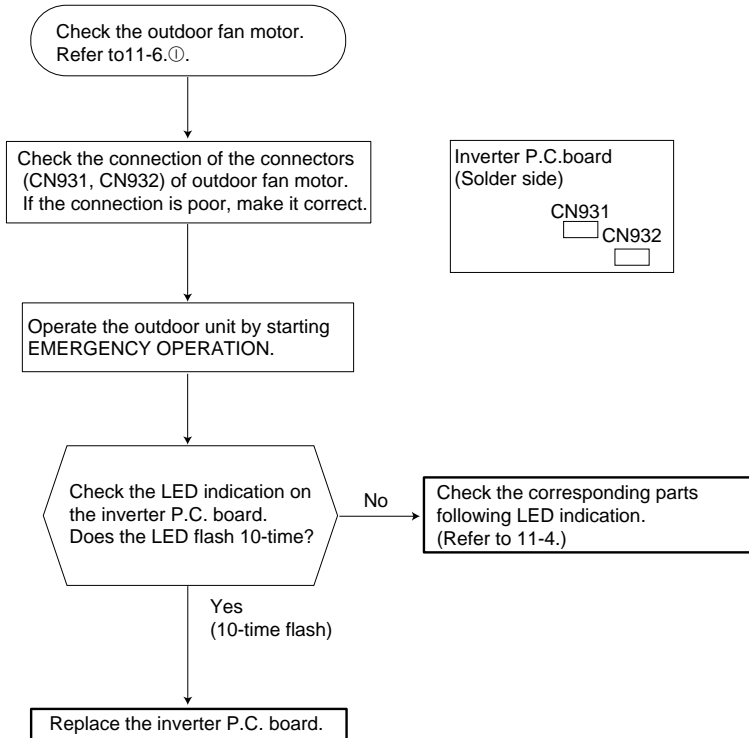 Check the outdoor fan motor.
Refer to11-6.Ⓘ.
Check the connection of the connectors
(CN931, CN932) of outdoor fan motor.
If the connection is poor, make it correct.
Inverter P.C.board
(Solder side)
CN931
CN932
Operate the outdoor unit by starting
EMERGENCY OPERATION.
Check the LED indication on
the inverter P.C. board.
Does the LED flash 10-time?
No
Check the corresponding parts
following LED indication.
(Refer to 11-4.)
Yes
(10-time flash)
Replace the inverter P.C. board.